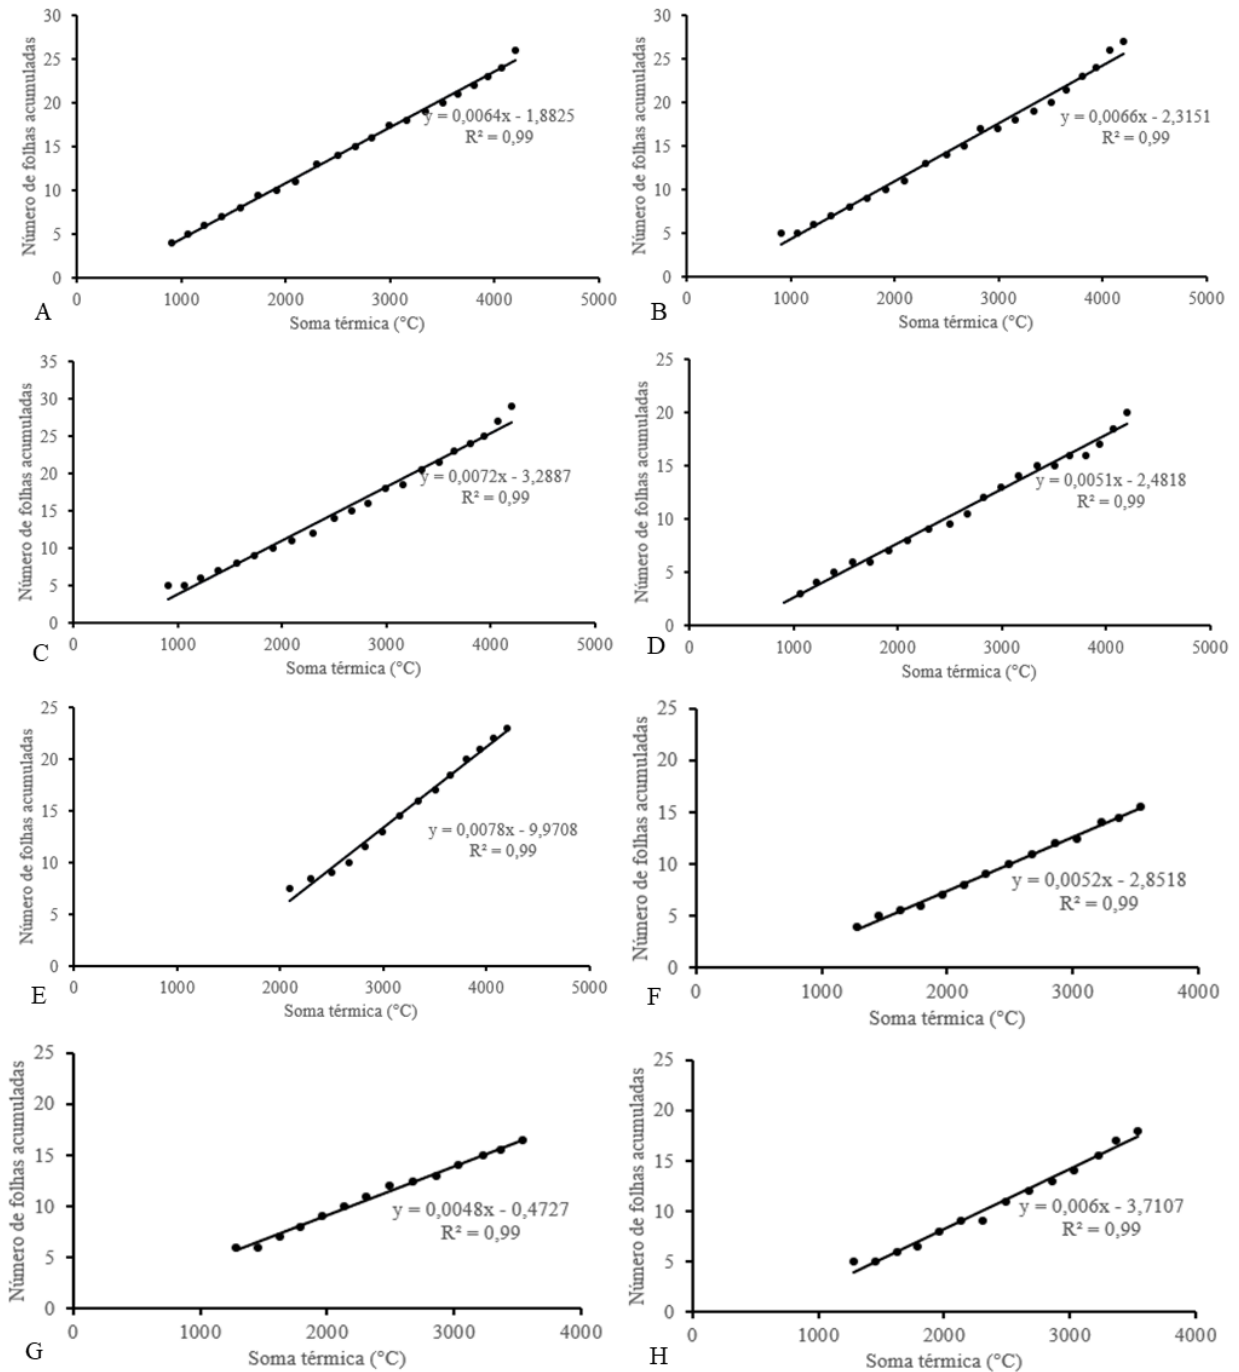 Número de folhas acumuladas
30
25
20
15
10
5
0
y = 0,0064x - 1,8825
R² = 0,99
0 1000 2000 3000 4000 5000
Soma térmica (°C)
A
Número de folhas acumuladas
30
25
20
15
10
5
0
y = 0,0066x - 2,3151
R² = 0,99
0 1000 2000 3000 4000 5000
Soma térmica (°C)
B
Número de folhas acumuladas
35
30
25
20
15
10
5
0
y = 0,0072x - 3,2887
R² = 0,99
0 1000 2000 3000 4000 5000
Soma térmica (°C)
C
Número de folhas acumuladas
25
20
15
10
5
0
y = 0,0051x - 2,4818
R² = 0,99
0 1000 2000 3000 4000 5000
Soma térmica (°C)
D
Número de folhas acumuladas
25
20
15
10
5
0
y = 0,0078x - 9,9708
R² = 0,99
0 1000 2000 3000 4000 5000
Soma térmica (°C)
E
Número de folhas acumuladas
25
20
15
10
5
0
y = 0,0052x - 2,8518
R² = 0,99
0 1000 2000 3000 4000
Soma térmica (°C)
F
Número de folhas acumuladas
25
20
15
10
5
0
y = 0,0048x - 0,4727
R² = 0,99
0 1000 2000 3000 4000
Soma térmica (°C)
G
Número de folhas acumuladas
25
20
15
10
5
0
y = 0,006x - 3,7107
R² = 0,99
0 1000 2000 3000 4000
Soma térmica (°C)
H